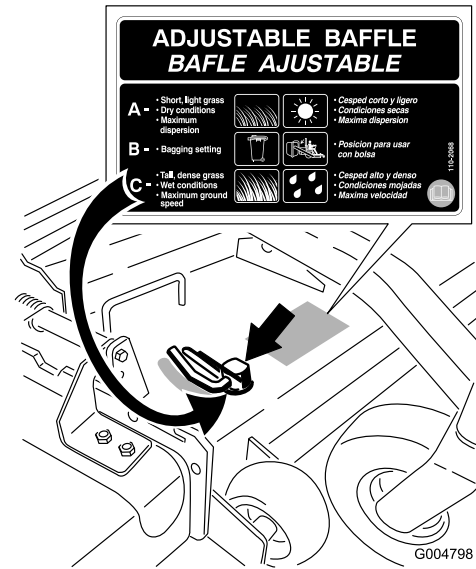 ADJUSTABLE BAFFLE
BAFLE AJUSTABLE
A - • Short, light grass
• Dry conditions
• Maximum
dispersion
• Cesped corto y ligero
• Condiciones secas
• Maxima dispersion
B - • Bagging setting
• Posicion para usar
con bolsa
C - • Tall, dense grass
• Wet conditions
• Maximum ground
speed
• Cesped alto y denso
• Condiciones mojadas
• Maxima velocidad
110-2068
G004798